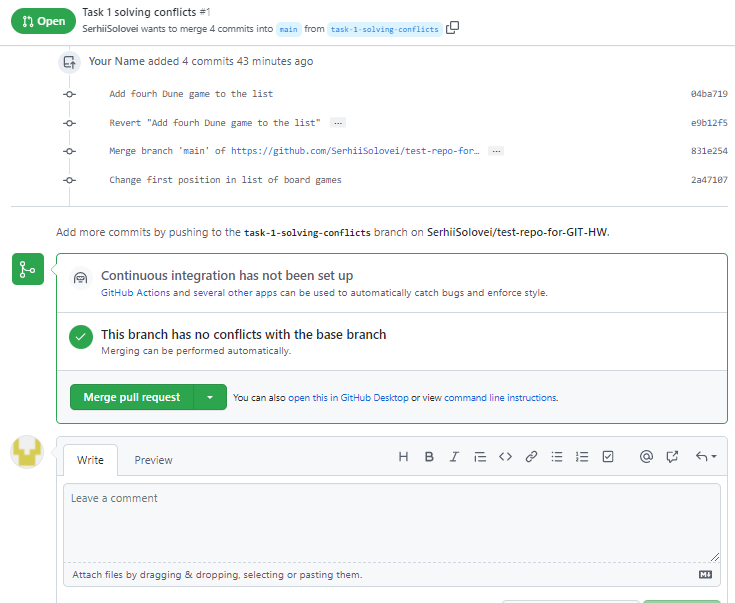 Open
Task 1 solving conflicts #1
SerhiiSolovei wants to merge 4 commits into main from task-1-solving-conflicts
Your Name added 4 commits 43 minutes ago
Add fourh Dune game to the list 04ba719
Revert "Add fourh Dune game to the list" ... e9b12f5
Merge branch 'main' of https://github.com/SerhiiSolovei/test-repo-for… ... 831e254
Change first position in list of board games 2a47107
Add more commits by pushing to the task-1-solving-conflicts branch on SerhiiSolovei/test-repo-for-GIT-HW.
Continuous integration has not been set up
GitHub Actions and several other apps can be used to automatically catch bugs and enforce style.
This branch has no conflicts with the base branch
Merging can be performed automatically.
Merge pull request You can also open this in GitHub Desktop or view command line instructions.
Write Preview
Leave a comment
Attach files by dragging & dropping, selecting or pasting them.